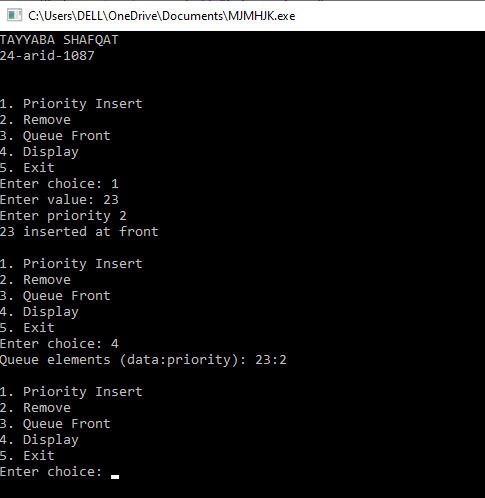 C:\Users\DELL\OneDrive\Documents\MJMHJK.exe
TAYYABA SHAFQAT
24-arid-1087
1. Priority Insert
2. Remove
3. Queue Front
4. Display
5. Exit
Enter choice: 1
Enter value: 23
Enter priority 2
23 inserted at front
1. Priority Insert
2. Remove
3. Queue Front
4. Display
5. Exit
Enter choice: 4
Queue elements (data:priority): 23:2
1. Priority Insert
2. Remove
3. Queue Front
4. Display
5. Exit
Enter choice: